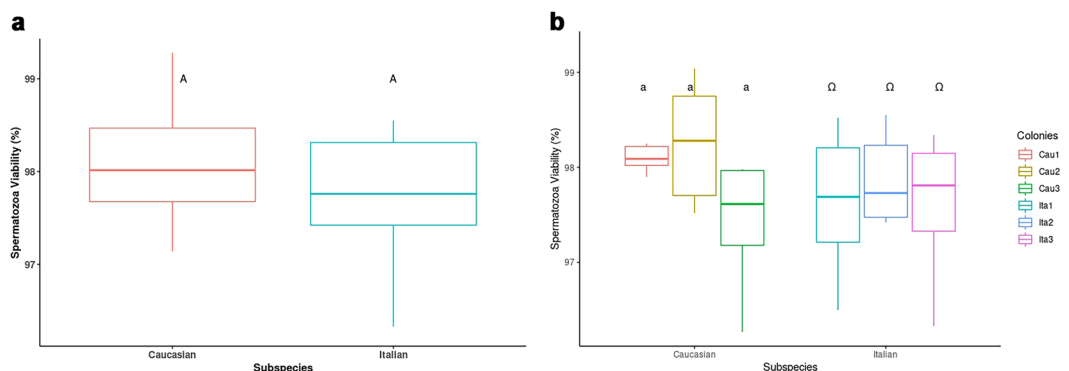 a
Spermatozoa Viability (%)
99
98
97
A
A
Caucasian
Italian
Subspecies
b
Spermatozoa Viability (%)
99
98
97
a
a
a
Ω
Ω
Ω
Caucasian
Italian
Subspecies
Colonies
Cau1
Cau2
Cau3
Ita1
Ita2
Ita3